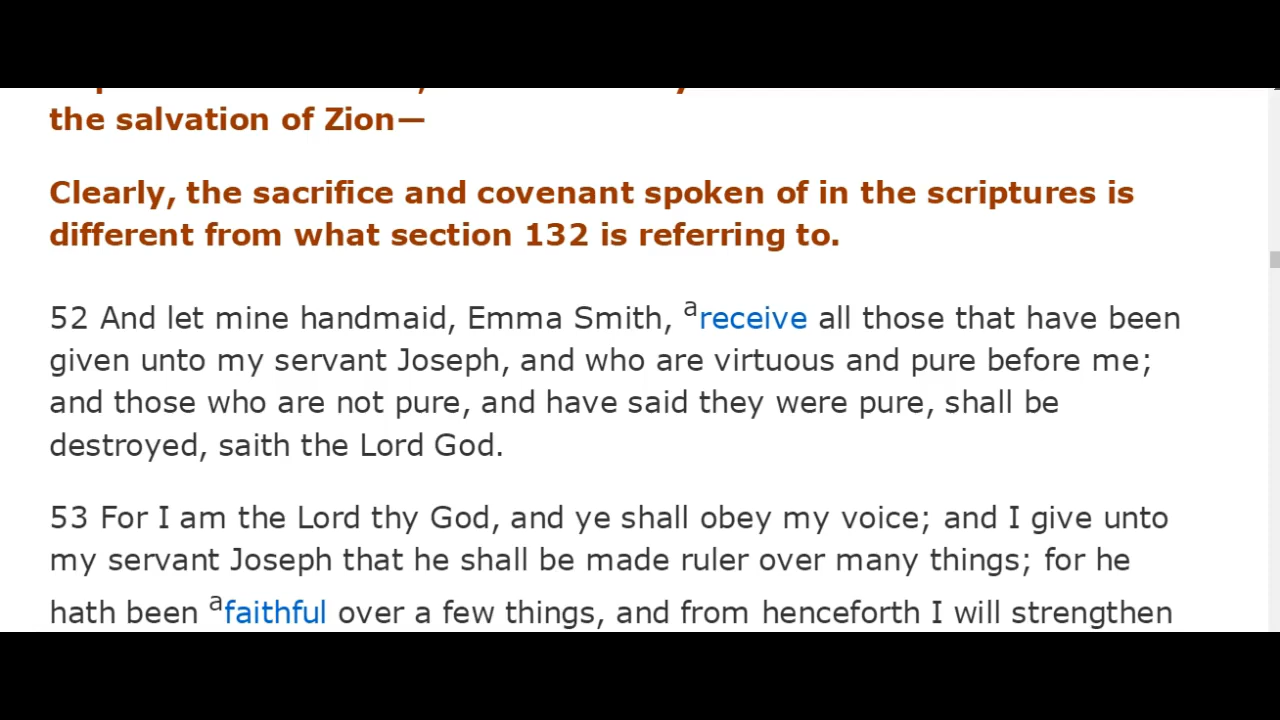 the salvation of Zion—
Clearly, the sacrifice and covenant spoken of in the scriptures is
different from what section 132 is referring to.
52 And let mine handmaid, Emma Smith, areceive all those that have been
given unto my servant Joseph, and who are virtuous and pure before me;
and those who are not pure, and have said they were pure, shall be
destroyed, saith the Lord God.
53 For I am the Lord thy God, and ye shall obey my voice; and I give unto
my servant Joseph that he shall be made ruler over many things; for he
hath been afaithful over a few things, and from henceforth I will strengthen